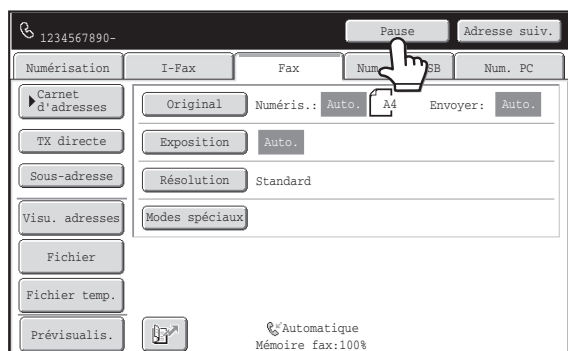 1234567890-
Pause
Adresse suiv.
Numérisation
I-Fax
Fax
Num. SB
Num. PC
Carnet
d'adresses
Original
Numéris.: Auto. A4 Envoyer: Auto.
TX directe
Exposition
Auto.
Sous-adresse
Résolution
Standard
Visu. adresses
Modes spéciaux
Fichier
Fichier temp.
Prévisualis.
Automatique
Mémoire fax:100%